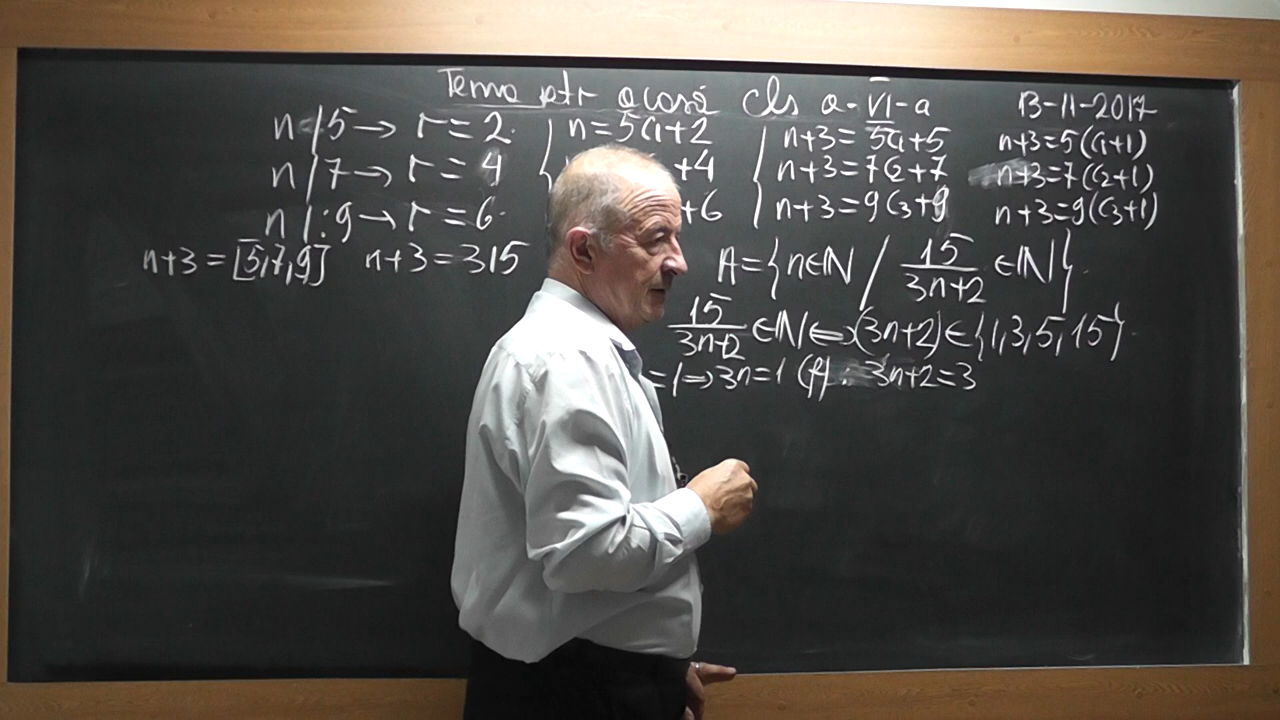 Tema ptr acasă cls a-VI-a 13-11-2017
n/5→ r=2. { n=5c₁+2 { n+3=5c₁+5 n+3=5(c₁+1)
n/7→ r=4 +4 n+3=7c₂+7 n+3=7(c₂+1)
n/:9→ r=6. +6 n+3=9c₃+9 n+3=9(c₃+1)
n+3=[5,7,9] n+3=315 A={n∈ℕ / 15/(3n+2) ∈ℕ}.
15/(3n+2) ∈ℕ⇔(3n+2)∈{1,3,5,15}.
=1⇒3n=1 (F). 3n+2=3